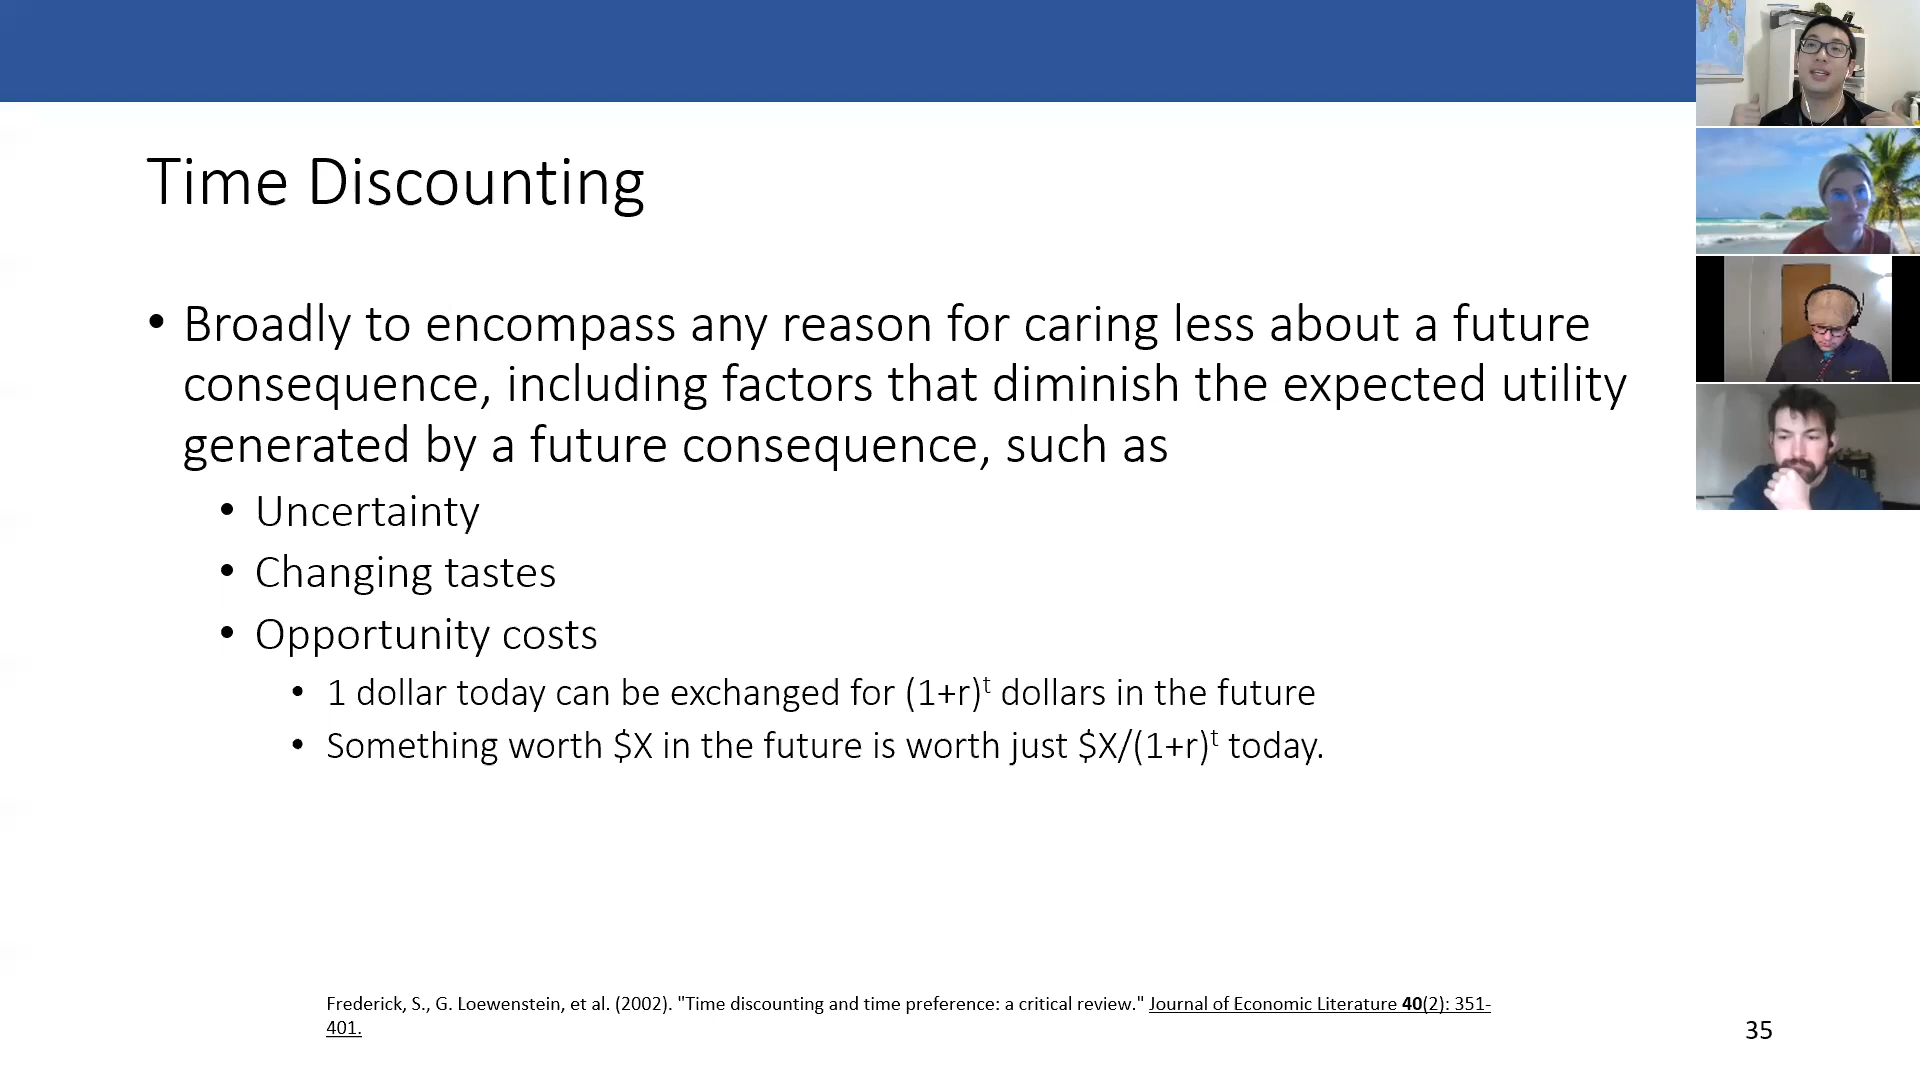 Time Discounting
• Broadly to encompass any reason for caring less about a future
consequence, including factors that diminish the expected utility
generated by a future consequence, such as
• Uncertainty
• Changing tastes
• Opportunity costs
• 1 dollar today can be exchanged for (1+r)ᵗ dollars in the future
• Something worth $X in the future is worth just $X/(1+r)ᵗ today.
Frederick, S., G. Loewenstein, et al. (2002). "Time discounting and time preference: a critical review." Journal of Economic Literature 40(2): 351-
401.
35